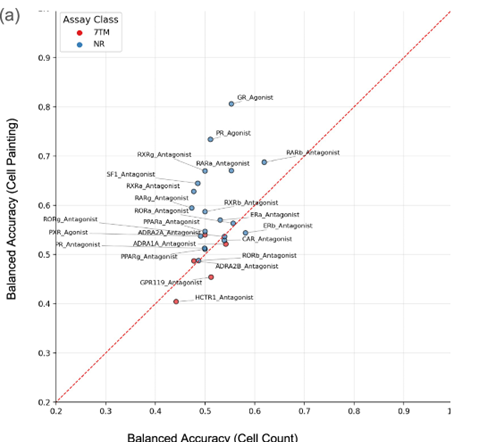 (a)
Assay Class
7TM
NR
GR_Agonist
PR_Agonist
RXRg_Antagonist
RARb_Antagonist
RARa_Antagonist
SF1_Antagonist
RXRa_Antagonist
RARg_Antagonist
RXRb_Antagonist
RORa_Antagonist
ERa_Antagonist
RORg_Antagonist
PPARa_Antagonist
ERb_Antagonist
PXR_Agonist
ADRA2A_Antagonist
CAR_Antagonist
PR_Antagonist
ADRA1A_Antagonist
PPARg_Antagonist
RORb_Antagonist
ADRA2B_Antagonist
GPR119_Antagonist
HCTR1_Antagonist
0.9
0.8
0.7
0.6
0.5
0.4
0.3
0.2
0.2 0.3 0.4 0.5 0.6 0.7 0.8 0.9
Balanced Accuracy (Cell Painting)
Balanced Accuracy (Cell Count)